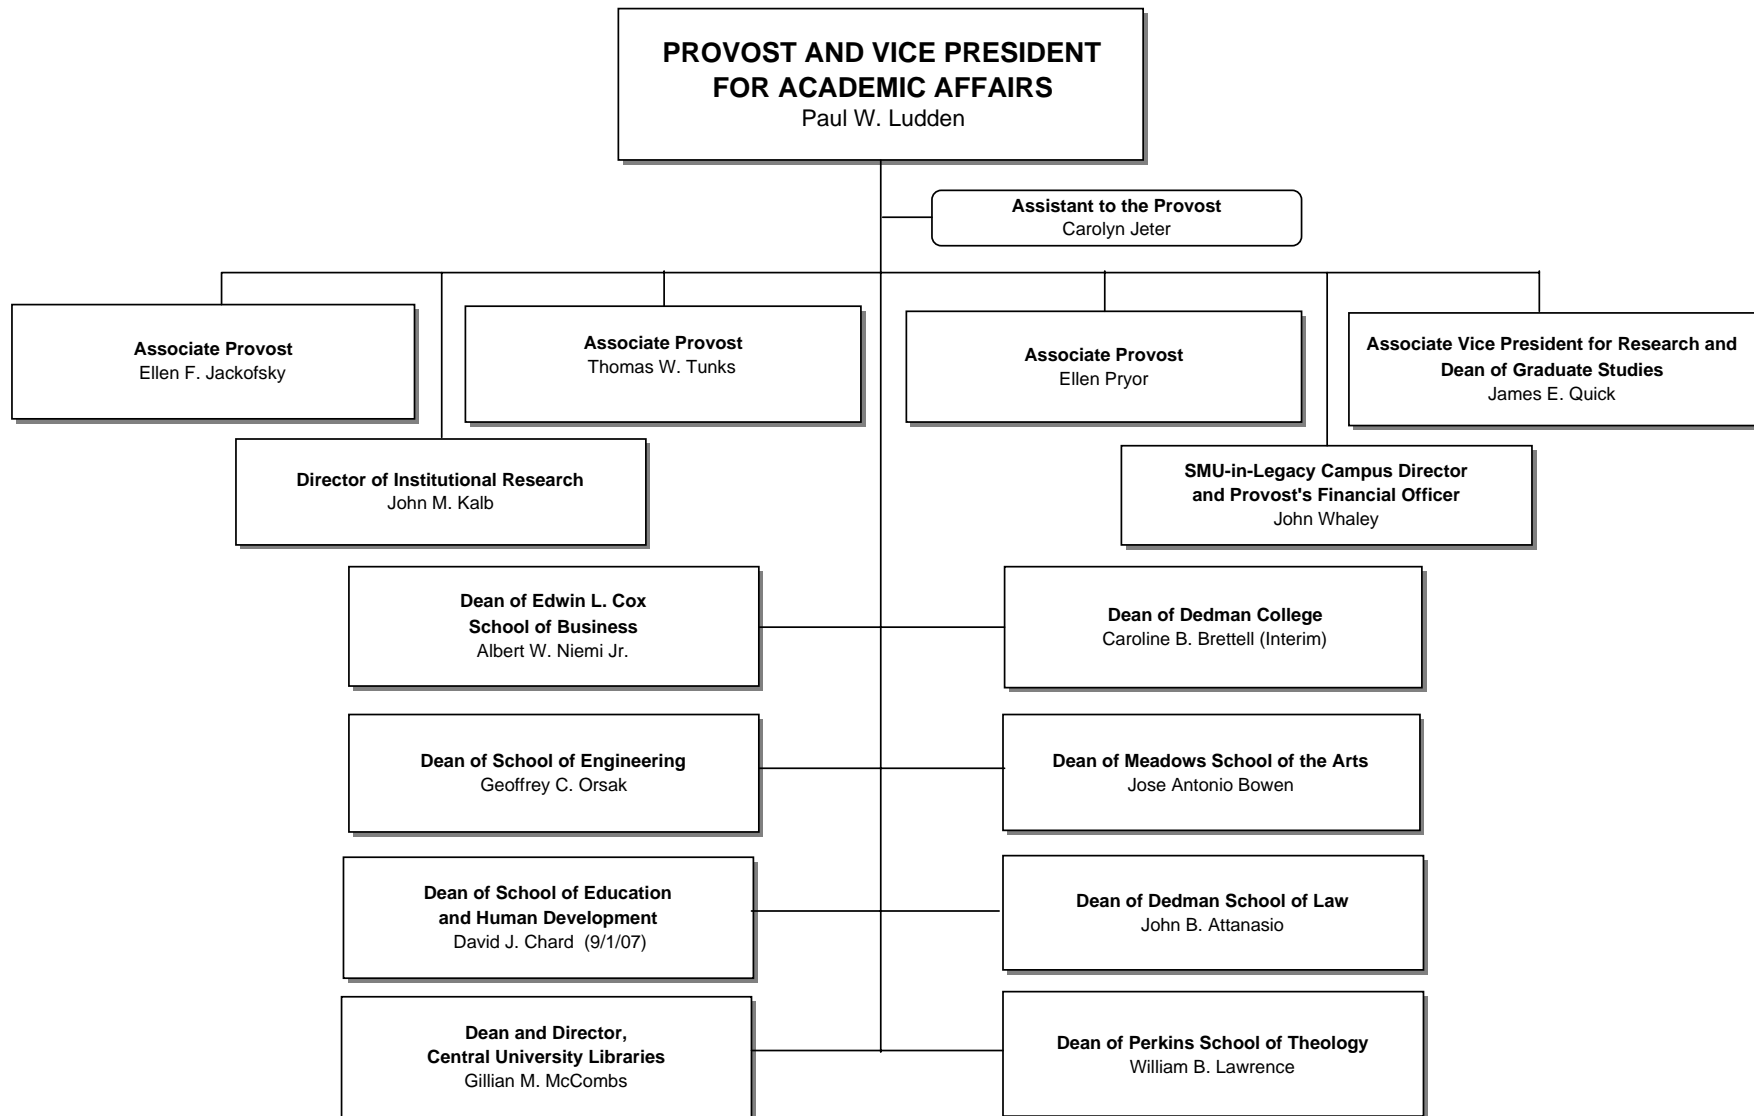 PROVOST AND VICE PRESIDENT
FOR ACADEMIC AFFAIRS
Paul W. Ludden
Assistant to the Provost
Carolyn Jeter
Associate Provost
Ellen F. Jackofsky
Associate Provost
Thomas W. Tunks
Associate Provost
Ellen Pryor
Associate Vice President for Research and
Dean of Graduate Studies
James E. Quick
Director of Institutional Research
John M. Kalb
SMU-in-Legacy Campus Director
and Provost's Financial Officer
John Whaley
Dean of Edwin L. Cox
School of Business
Albert W. Niemi Jr.
Dean of Dedman College
Caroline B. Brettell (Interim)
Dean of School of Engineering
Geoffrey C. Orsak
Dean of Meadows School of the Arts
Jose Antonio Bowen
Dean of School of Education
and Human Development
David J. Chard  (9/1/07)
Dean of Dedman School of Law
John B. Attanasio
Dean and Director,
Central University Libraries
Gillian M. McCombs
Dean of Perkins School of Theology
William B. Lawrence